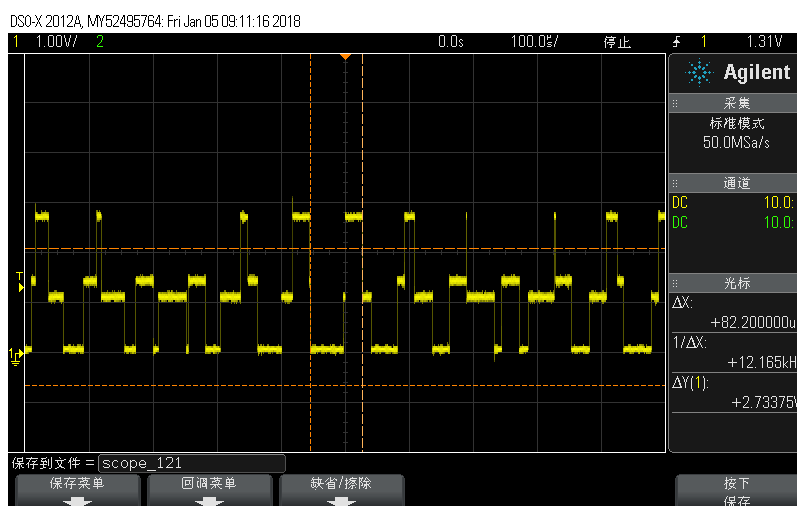 DSO-X 2012A, MY52495764: Fri Jan 05 09:11:16 2018
1 1.00V/ 2 0.0s 100.0us/ 停止 1 1.31V
Agilent
采集
标准模式
50.0MSa/s
通道
DC 10.0:
DC 10.0:
T
光标
ΔX:
+82.200000u
1/ΔX:
+12.165kH
1
ΔY(1):
+2.73375V
保存到文件 = scope_121
保存菜单 回调菜单 缺省/擦除 按下
保存